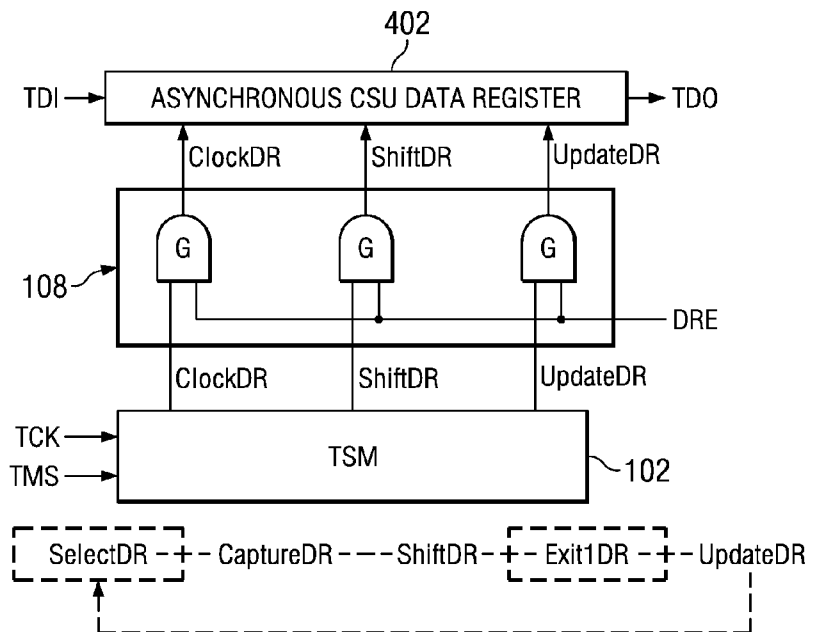 402
TDI
ASYNCHRONOUS CSU DATA REGISTER
TDO
ClockDR
ShiftDR
UpdateDR
G
G
G
108
DRE
ClockDR
ShiftDR
UpdateDR
TCK
TMS
TSM
102
SelectDR
CaptureDR
ShiftDR
Exit1DR
UpdateDR